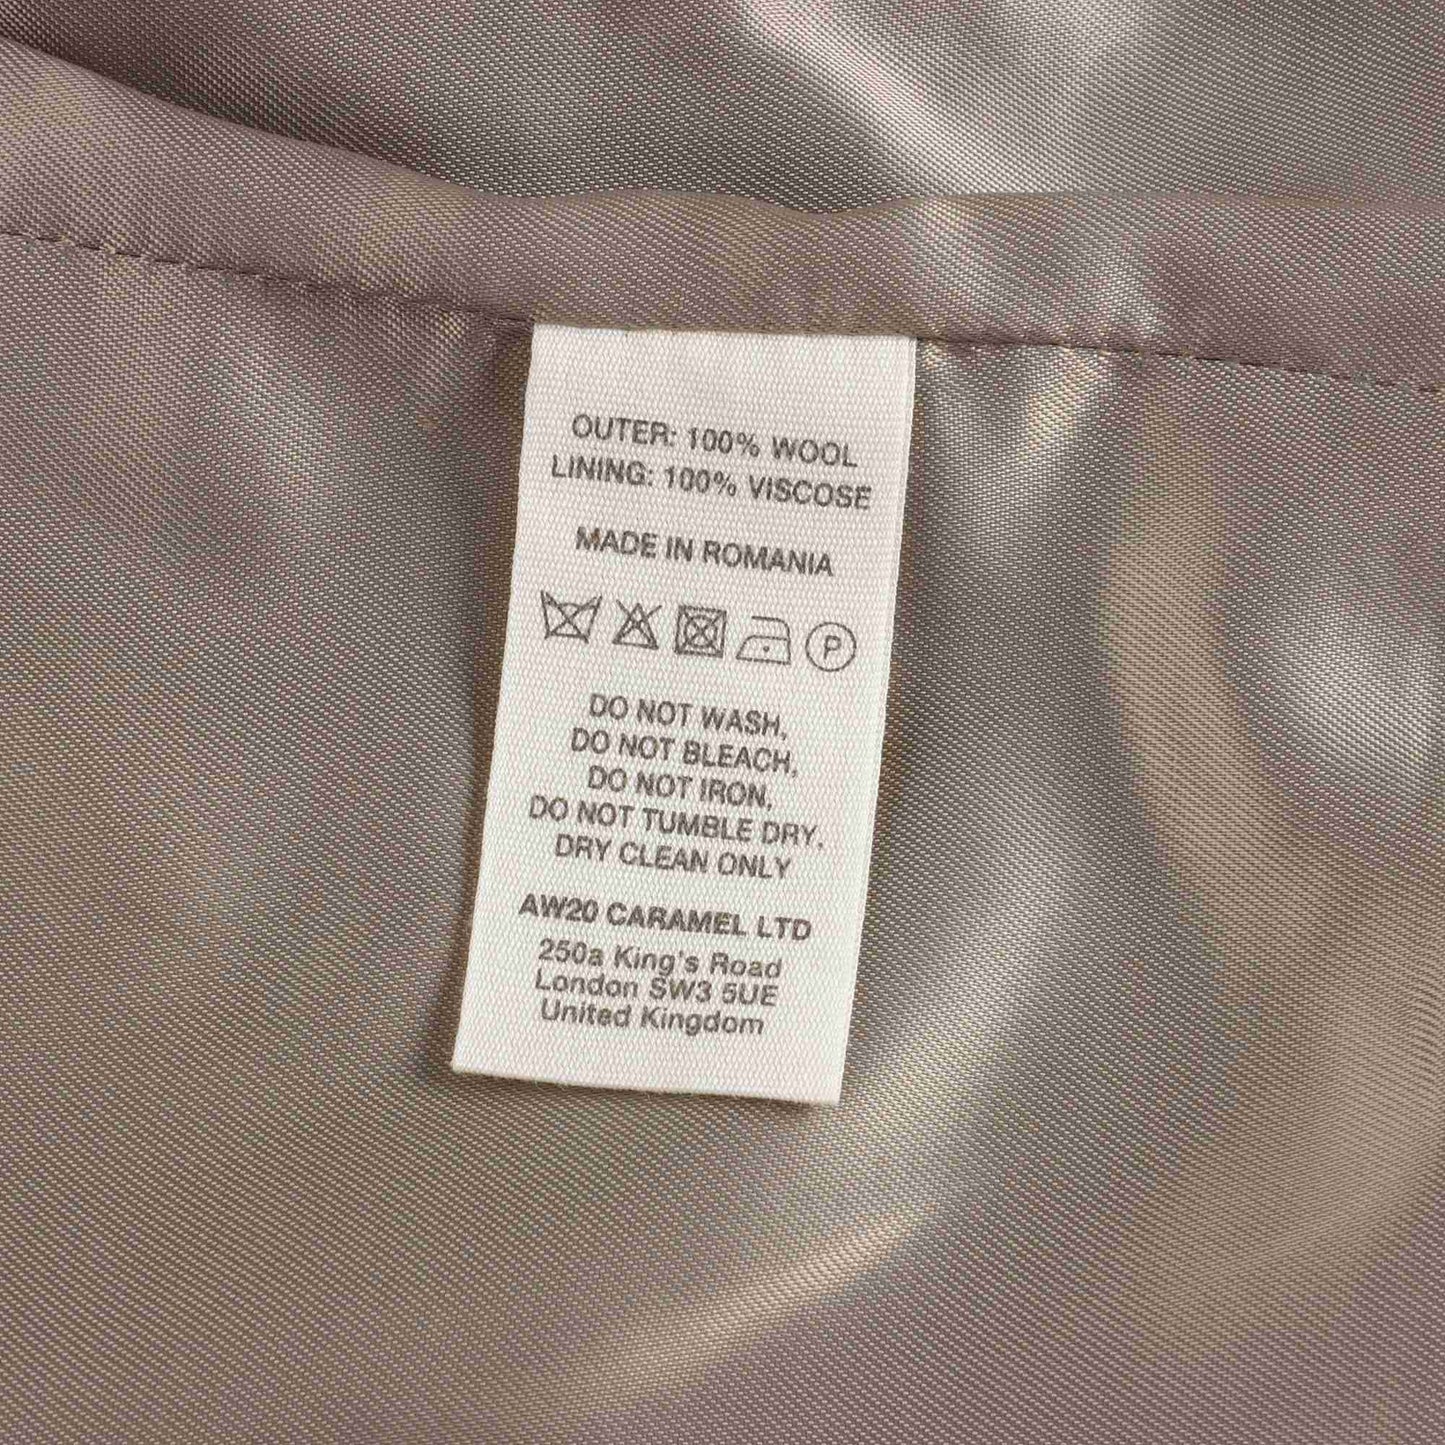 OUTER: 100% WOOL
LINING: 100% VISCOSE
MADE IN ROMANIA
P
DO NOT WASH,
DO NOT BLEACH,
DO NOT IRON,
DO NOT TUMBLE DRY,
DRY CLEAN ONLY
AW20 CARAMEL LTD
250a King's Road
London SW3 5UE
United Kingdom